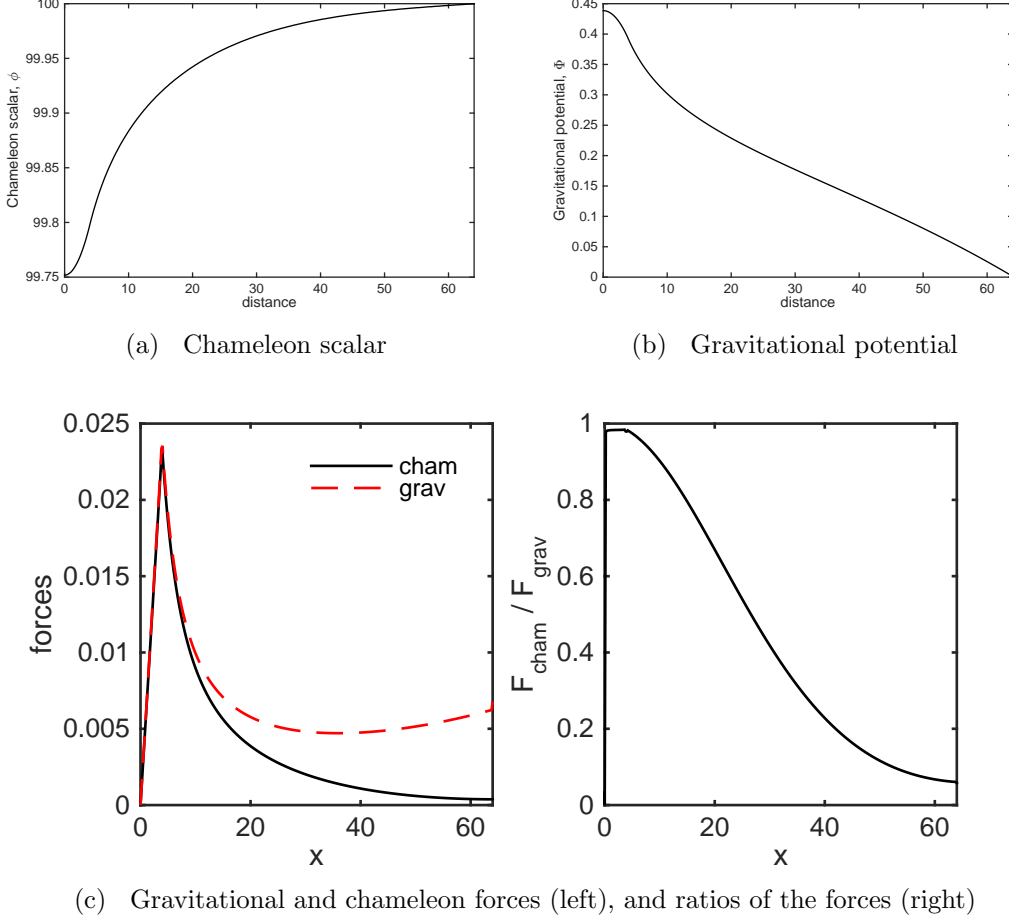 100
99.95
99.9
99.85
99.8
99.75
0 10 20 30 40 50 60
distance
Chameleon scalar, ϕ
(a) Chameleon scalar
0.45
0.4
0.35
0.3
0.25
0.2
0.15
0.1
0.05
0
0 10 20 30 40 50 60
distance
Gravitational potential, Φ
(b) Gravitational potential
0.025
0.02
0.015
0.01
0.005
0
0 20 40 60
x
forces
cham
grav
1
0.8
0.6
0.4
0.2
0
0 20 40 60
x
F_cham / F_grav
(c) Gravitational and chameleon forces (left), and ratios of the forces (right)